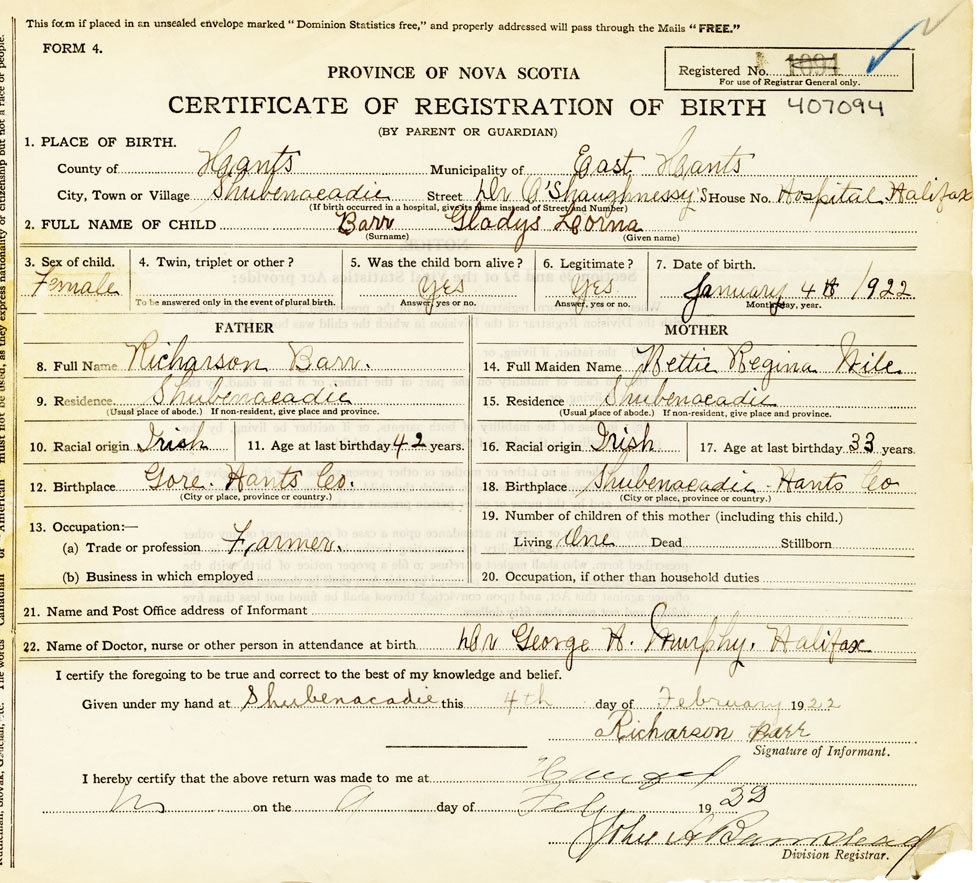 This form if placed in an unsealed envelope marked "Dominion Statistics free," and properly addressed will pass through the Mails "FREE."
FORM 4.
PROVINCE OF NOVA SCOTIA
Registered No. 1094
For use of Registrar General only.
CERTIFICATE OF REGISTRATION OF BIRTH 407094
(BY PARENT OR GUARDIAN)
1. PLACE OF BIRTH.
County of Hants Municipality of East Hants
City, Town or Village Shubenacadie Street Dr O'Shaughnessy's House No. Hospital Halifax
(If birth occurred in a hospital, give its name instead of Street and Number)
2. FULL NAME OF CHILD Barr Gladys Leorna
(Surname) (Given name)
3. Sex of child. 4. Twin, triplet or other? 5. Was the child born alive? 6. Legitimate? 7. Date of birth.
Female Yes Yes January 4th 1922
To be answered only in the event of plural birth. Answer, yes or no. Answer, yes or no. Month, day, year.
FATHER
8. Full Name Richarson Barr.
9. Residence Shubenacadie
(Usual place of abode.) If non-resident, give place and province.
10. Racial origin Irish 11. Age at last birthday 42 years.
12. Birthplace Gore. Hants Co.
(City or place, province or country.)
13. Occupation:—
(a) Trade or profession Farmer.
(b) Business in which employed
MOTHER
14. Full Maiden Name Bettie Regina Wile
15. Residence Shubenacadie
(Usual place of abode.) If non-resident, give place and province.
16. Racial origin Irish 17. Age at last birthday 33 years.
18. Birthplace Shubenacadie - Hants Co
(City or place, province or country.)
19. Number of children of this mother (including this child.)
Living One Dead Stillborn
20. Occupation, if other than household duties
21. Name and Post Office address of Informant
22. Name of Doctor, nurse or other person in attendance at birth Dr George H. Murphy. Halifax
I certify the foregoing to be true and correct to the best of my knowledge and belief.
Given under my hand at Shubenacadie this 4th day of February 1922
Richarson Barr
Signature of Informant.
I hereby certify that the above return was made to me at
on the 9 day of Feby 19
John A
Division Registrar.